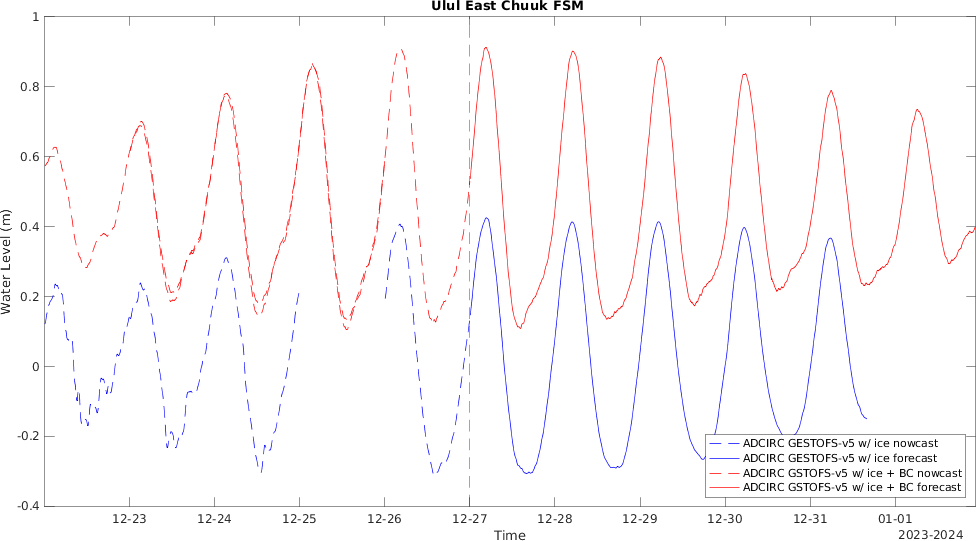 Ulul East Chuuk FSM
1
0.8
0.6
0.4
0.2
0
-0.2
-0.4
Water Level (m)
12-23
12-24
12-25
12-26
12-27
12-28
12-29
12-30
12-31
01-01
Time
2023-2024
ADCIRC GESTOFS-v5 w/ ice nowcast
ADCIRC GESTOFS-v5 w/ ice forecast
ADCIRC GSTOFS-v5 w/ ice + BC nowcast
ADCIRC GSTOFS-v5 w/ ice + BC forecast